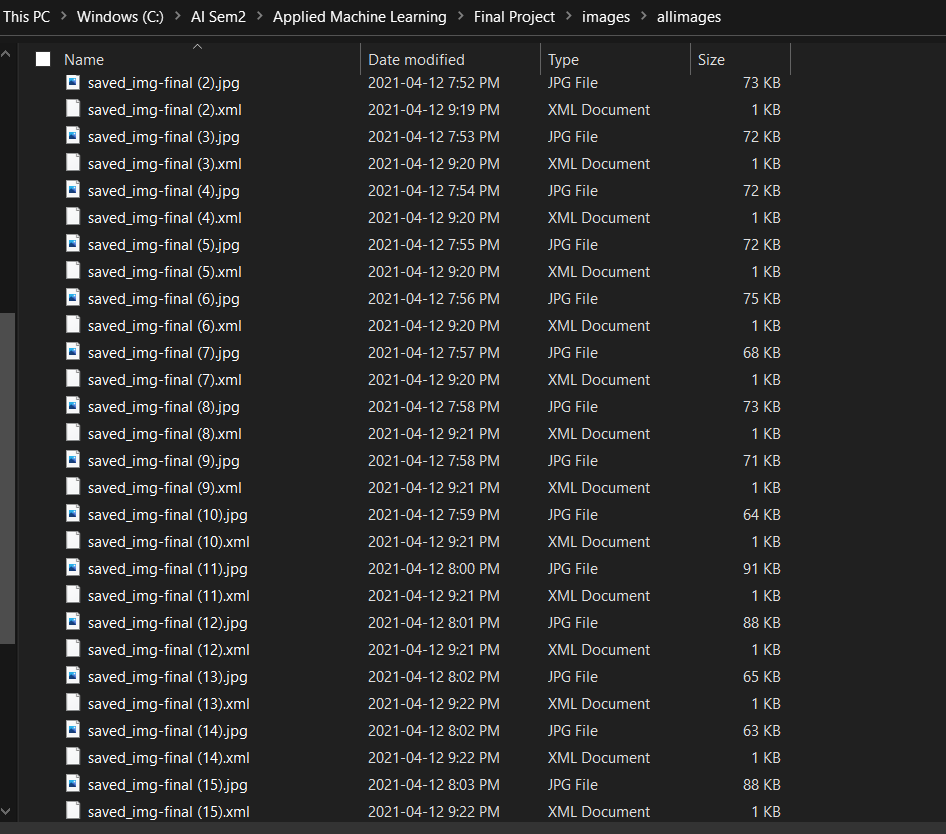 This PC > Windows (C:) > AI Sem2 > Applied Machine Learning > Final Project > images > allimages
Name Date modified Type Size
saved_img-final (2).jpg 2021-04-12 7:52 PM JPG File 73 KB
saved_img-final (2).xml 2021-04-12 9:19 PM XML Document 1 KB
saved_img-final (3).jpg 2021-04-12 7:53 PM JPG File 72 KB
saved_img-final (3).xml 2021-04-12 9:20 PM XML Document 1 KB
saved_img-final (4).jpg 2021-04-12 7:54 PM JPG File 72 KB
saved_img-final (4).xml 2021-04-12 9:20 PM XML Document 1 KB
saved_img-final (5).jpg 2021-04-12 7:55 PM JPG File 72 KB
saved_img-final (5).xml 2021-04-12 9:20 PM XML Document 1 KB
saved_img-final (6).jpg 2021-04-12 7:56 PM JPG File 75 KB
saved_img-final (6).xml 2021-04-12 9:20 PM XML Document 1 KB
saved_img-final (7).jpg 2021-04-12 7:57 PM JPG File 68 KB
saved_img-final (7).xml 2021-04-12 9:20 PM XML Document 1 KB
saved_img-final (8).jpg 2021-04-12 7:58 PM JPG File 73 KB
saved_img-final (8).xml 2021-04-12 9:21 PM XML Document 1 KB
saved_img-final (9).jpg 2021-04-12 7:58 PM JPG File 71 KB
saved_img-final (9).xml 2021-04-12 9:21 PM XML Document 1 KB
saved_img-final (10).jpg 2021-04-12 7:59 PM JPG File 64 KB
saved_img-final (10).xml 2021-04-12 9:21 PM XML Document 1 KB
saved_img-final (11).jpg 2021-04-12 8:00 PM JPG File 91 KB
saved_img-final (11).xml 2021-04-12 9:21 PM XML Document 1 KB
saved_img-final (12).jpg 2021-04-12 8:01 PM JPG File 88 KB
saved_img-final (12).xml 2021-04-12 9:21 PM XML Document 1 KB
saved_img-final (13).jpg 2021-04-12 8:02 PM JPG File 65 KB
saved_img-final (13).xml 2021-04-12 9:22 PM XML Document 1 KB
saved_img-final (14).jpg 2021-04-12 8:02 PM JPG File 63 KB
saved_img-final (14).xml 2021-04-12 9:22 PM XML Document 1 KB
saved_img-final (15).jpg 2021-04-12 8:03 PM JPG File 88 KB
saved_img-final (15).xml 2021-04-12 9:22 PM XML Document 1 KB